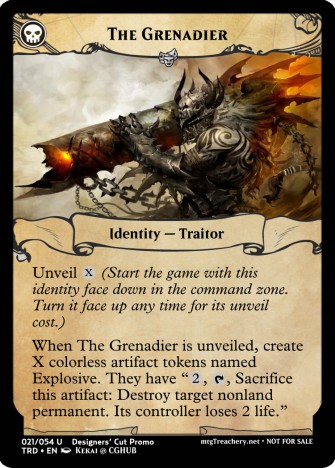 The Grenadier
Identity — Traitor
Unveil X (Start the game with this
identity face down in the command zone.
Turn it face up any time for its unveil
cost.)
When The Grenadier is unveiled, create
X colorless artifact tokens named
Explosive. They have “2, T, Sacrifice
this artifact: Destroy target nonland
permanent. Its controller loses 2 life.”
021/054 U Designers' Cut Promo
mtgTreachery.net • NOT FOR SALE
TRD • EN Kekai @ CGHUB